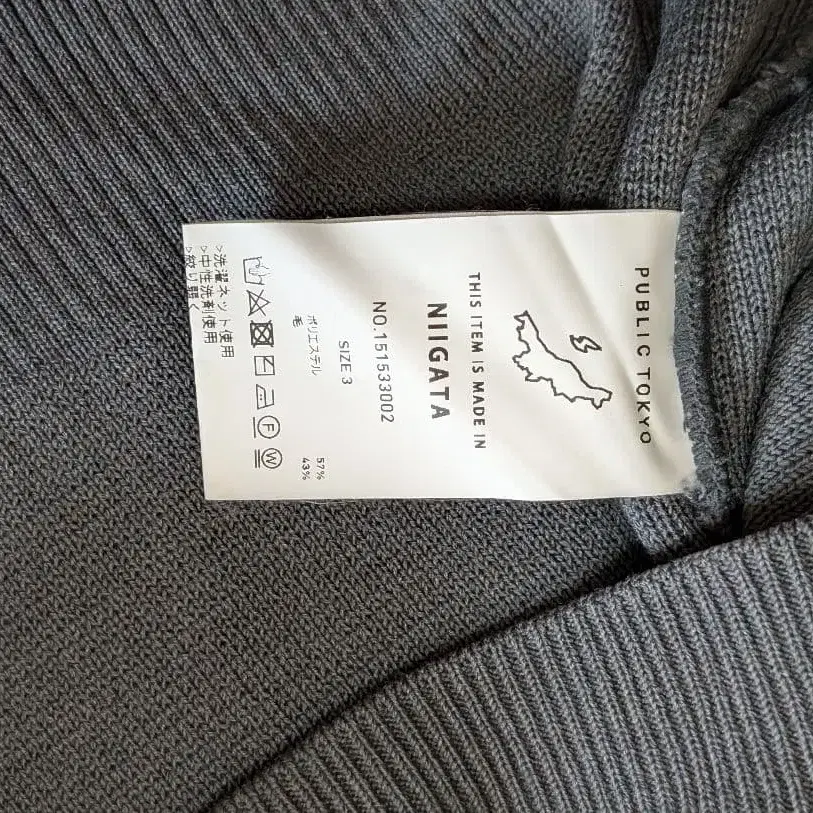 PUBLIC TOKYO
THIS ITEM IS MADE IN
NIIGATA
NO.151533002
SIZE 3
ポリエステル 57%
毛 43%
F
W
>洗濯ネット使用
>中性洗剤使用
>絞り弱く